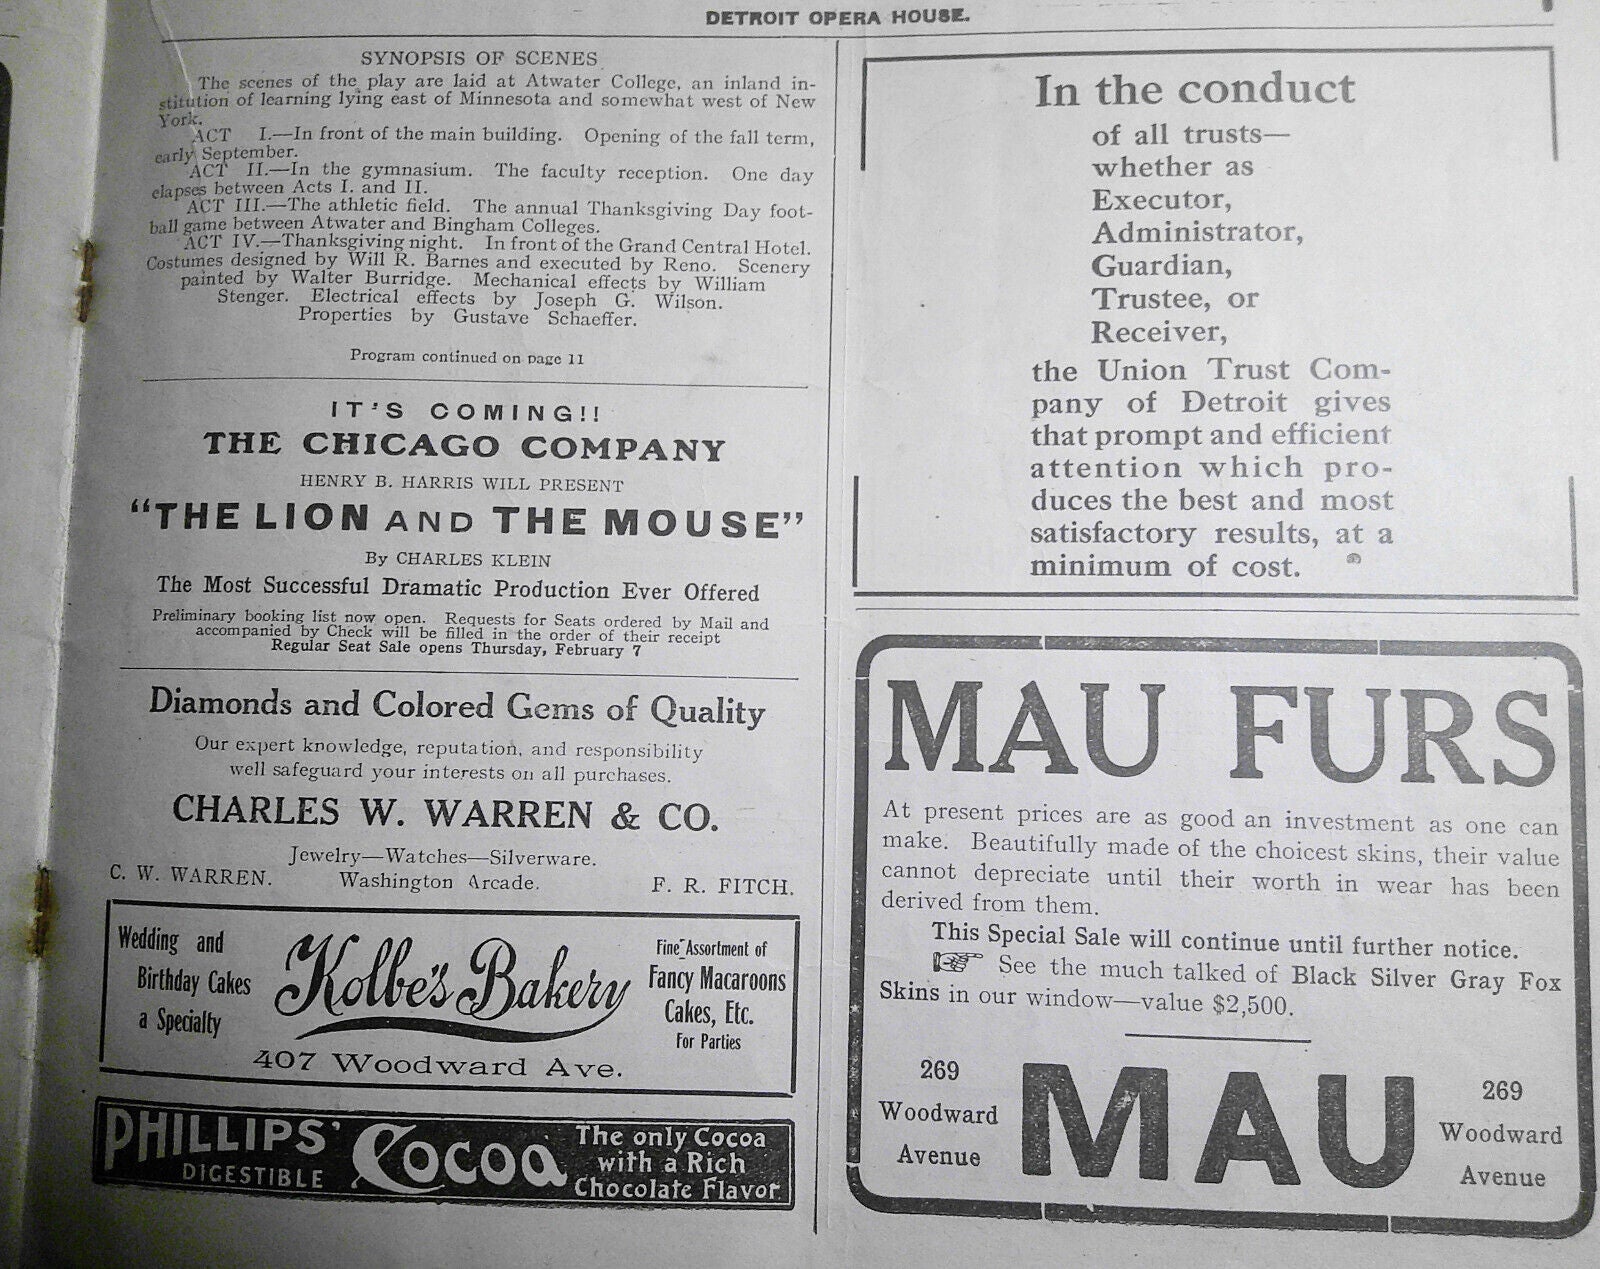 DETROIT OPERA HOUSE.
SYNOPSIS OF SCENES
The scenes of the play are laid at Atwater College, an inland in-
stitution of learning lying east of Minnesota and somewhat west of New
York.
ACT I.—In front of the main building. Opening of the fall term,
early September.
ACT II.—In the gymnasium. The faculty reception. One day
elapses between Acts I. and II.
ACT III.—The athletic field. The annual Thanksgiving Day foot-
ball game between Atwater and Bingham Colleges.
ACT IV.—Thanksgiving night. In front of the Grand Central Hotel.
Costumes designed by Will R. Barnes and executed by Reno. Scenery
painted by Walter Burridge. Mechanical effects by William
Stenger. Electrical effects by Joseph G. Wilson.
Properties by Gustave Schaeffer.
Program continued on page 11
IT'S COMING!!
THE CHICAGO COMPANY
HENRY B. HARRIS WILL PRESENT
"THE LION AND THE MOUSE"
By CHARLES KLEIN
The Most Successful Dramatic Production Ever Offered
Preliminary booking list now open. Requests for Seats ordered by Mail and
accompanied by Check will be filled in the order of their receipt
Regular Seat Sale opens Thursday, February 7
Diamonds and Colored Gems of Quality
Our expert knowledge, reputation, and responsibility
well safeguard your interests on all purchases.
CHARLES W. WARREN & CO.
Jewelry—Watches—Silverware.
C. W. WARREN. Washington Arcade. F. R. FITCH.
Wedding and
Birthday Cakes
a Specialty
Kolbe's Bakery
Fine Assortment of
Fancy Macaroons
Cakes, Etc.
For Parties
407 Woodward Ave.
PHILLIPS'
DIGESTIBLE
Cocoa
The only Cocoa
with a Rich
Chocolate Flavor
In the conduct
of all trusts—
whether as
Executor,
Administrator,
Guardian,
Trustee, or
Receiver,
the Union Trust Com-
pany of Detroit gives
that prompt and efficient
attention which pro-
duces the best and most
satisfactory results, at a
minimum of cost.
MAU FURS
At present prices are as good an investment as one can
make. Beautifully made of the choicest skins, their value
cannot depreciate until their worth in wear has been
derived from them.
This Special Sale will continue until further notice.
☞ See the much talked of Black Silver Gray Fox
Skins in our window—value $2,500.
269
Woodward
Avenue
MAU
269
Woodward
Avenue